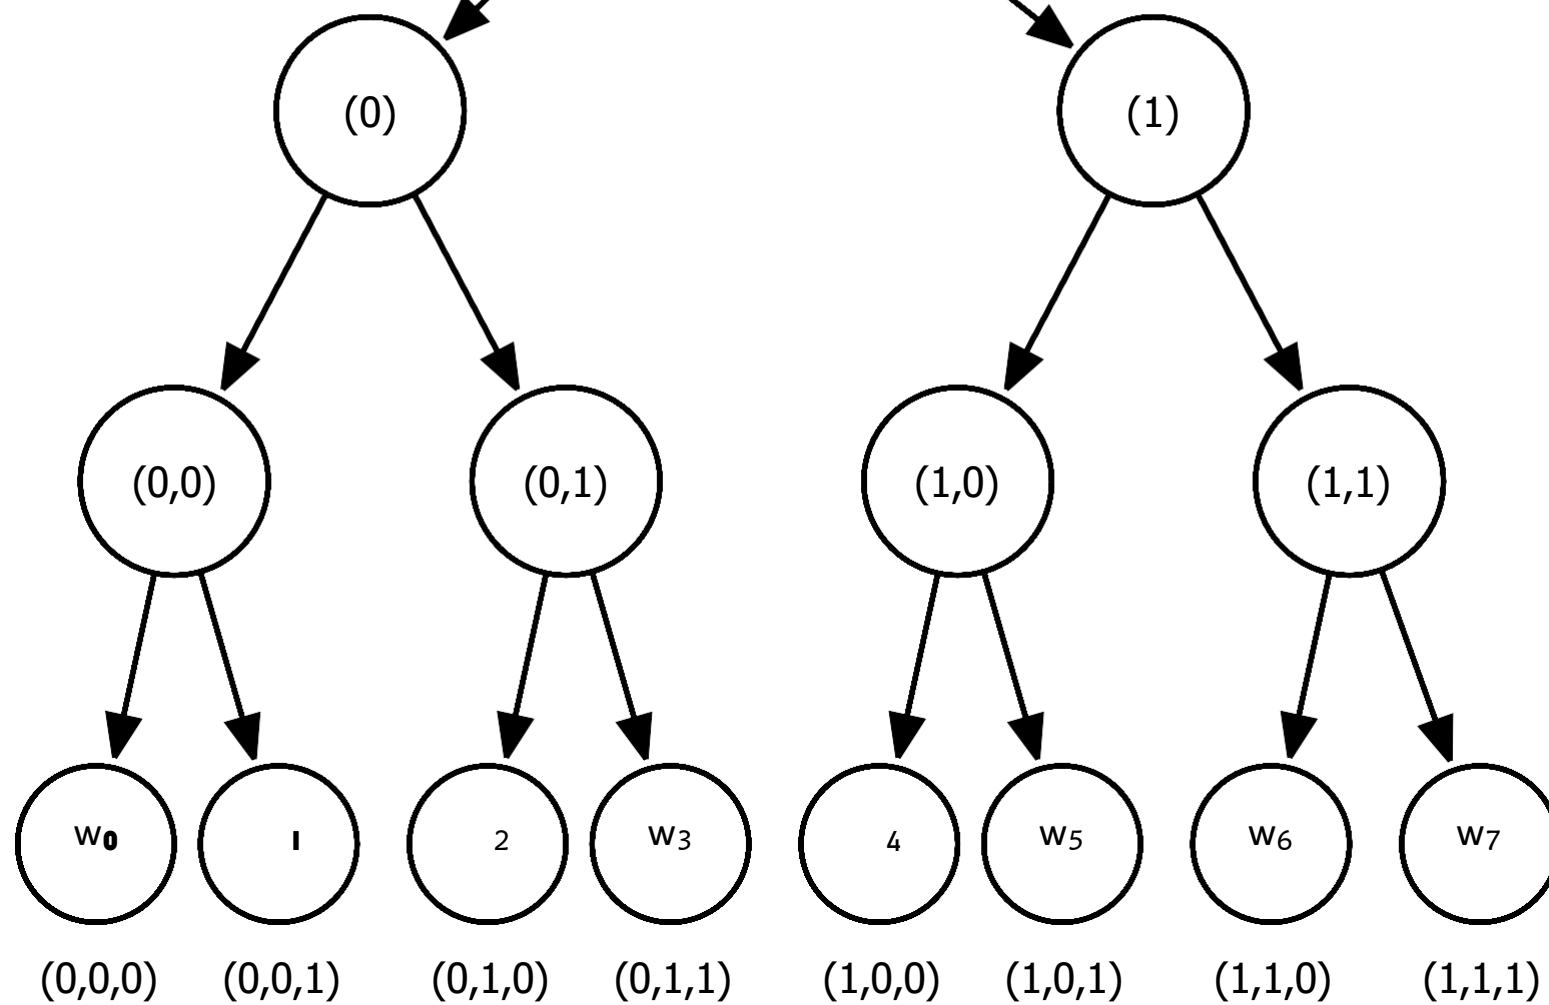 (0) (1)
(0,0) (0,1) (1,0) (1,1)
w0 1 2 w3 4 w5 w6 w7
(0,0,0) (0,0,1) (0,1,0) (0,1,1) (1,0,0) (1,0,1) (1,1,0) (1,1,1)